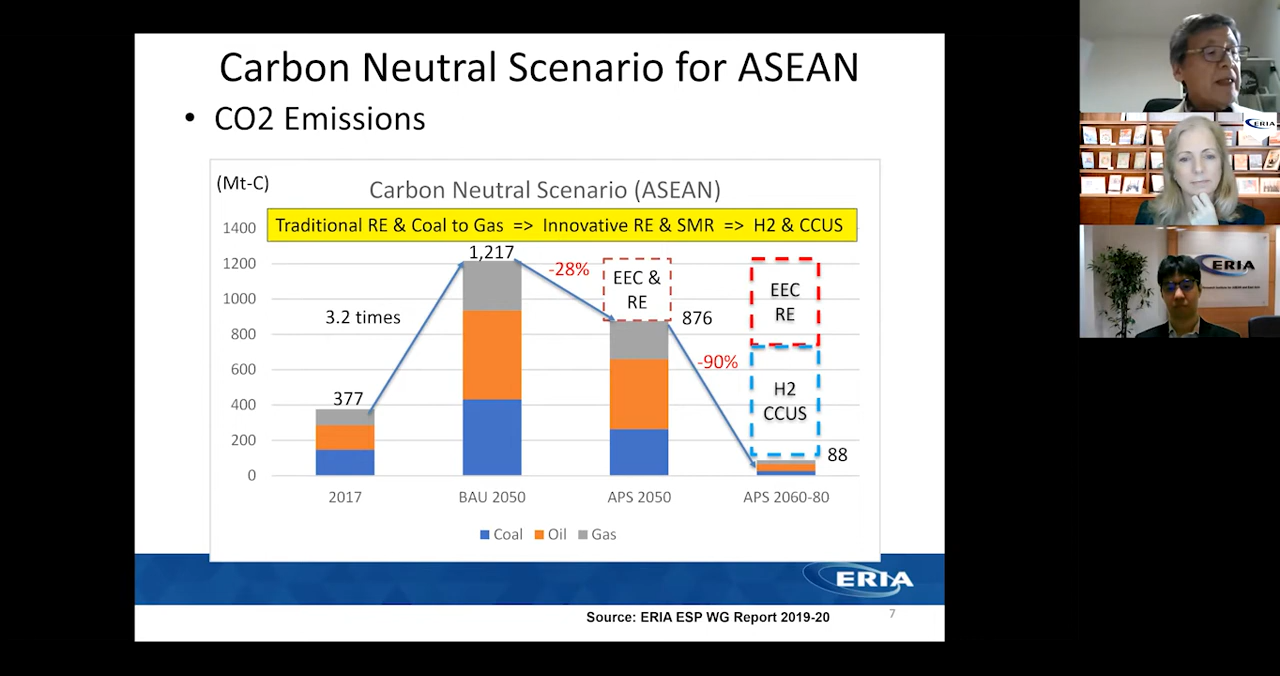 Carbon Neutral Scenario for ASEAN
• CO2 Emissions
(Mt-C)
Carbon Neutral Scenario (ASEAN)
Traditional RE & Coal to Gas => Innovative RE & SMR => H2 & CCUS
1400
1200
1000
800
600
400
200
0
377
3.2 times
1,217
-28%
EEC &
RE
876
-90%
EEC
RE
H2
CCUS
88
2017
BAU 2050
APS 2050
APS 2060-80
Coal
Oil
Gas
ERIA
Source: ERIA ESP WG Report 2019-20
7
ERIA
ERIA